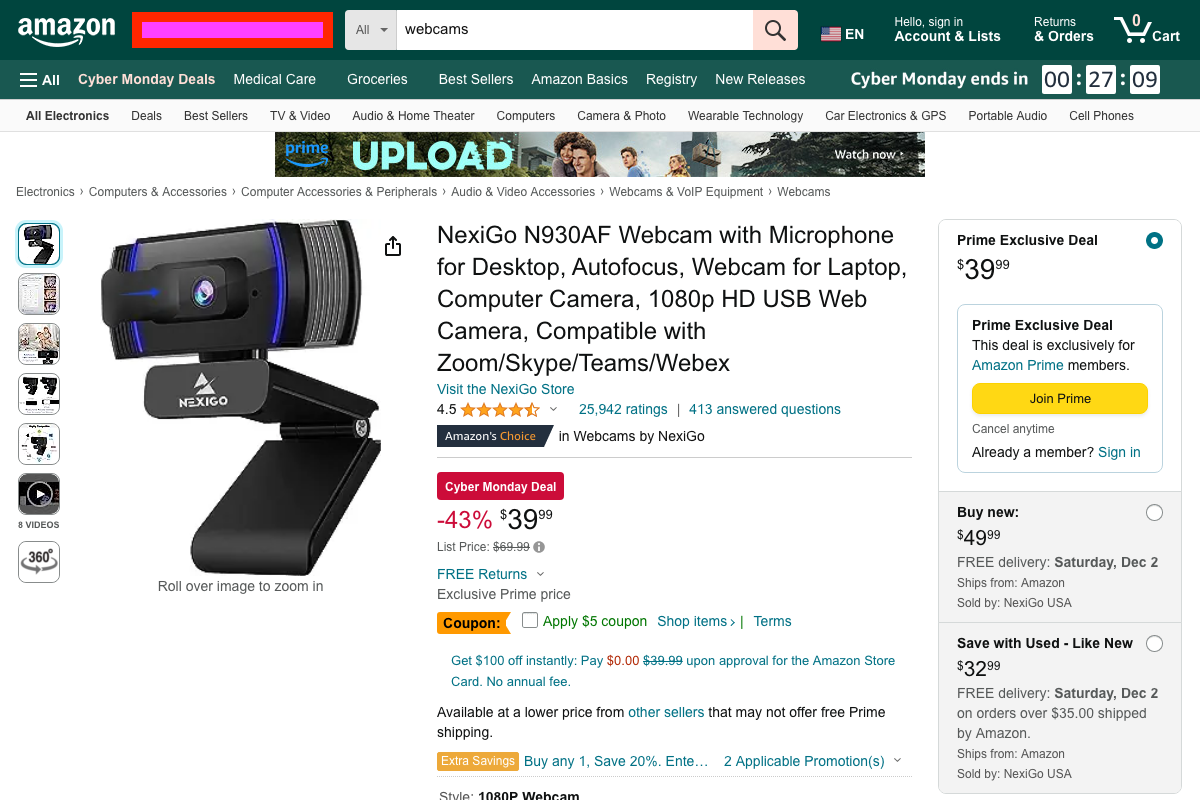 amazon
All
webcams
EN
Hello, sign in
Account & Lists
Returns
& Orders
0
Cart
All
Cyber Monday Deals
Medical Care
Groceries
Best Sellers
Amazon Basics
Registry
New Releases
Cyber Monday ends in 00 : 27 : 09
All Electronics
Deals
Best Sellers
TV & Video
Audio & Home Theater
Computers
Camera & Photo
Wearable Technology
Car Electronics & GPS
Portable Audio
Cell Phones
prime
UPLOAD
Watch now
Electronics › Computers & Accessories › Computer Accessories & Peripherals › Audio & Video Accessories › Webcams & VoIP Equipment › Webcams
8 VIDEOS
360°
NEXIGO
Roll over image to zoom in
NexiGo N930AF Webcam with Microphone
for Desktop, Autofocus, Webcam for Laptop,
Computer Camera, 1080p HD USB Web
Camera, Compatible with
Zoom/Skype/Teams/Webex
Visit the NexiGo Store
4.5
25,942 ratings | 413 answered questions
Amazon's Choice in Webcams by NexiGo
Cyber Monday Deal
-43% $39 99
List Price: $69.99
FREE Returns
Exclusive Prime price
Coupon: Apply $5 coupon Shop items › | Terms
Get $100 off instantly: Pay $0.00 $39.99 upon approval for the Amazon Store
Card. No annual fee.
Available at a lower price from other sellers that may not offer free Prime
shipping.
Extra Savings Buy any 1, Save 20%. Ente… 2 Applicable Promotion(s)
Style: 1080P Webcam
Prime Exclusive Deal
$39 99
Prime Exclusive Deal
This deal is exclusively for
Amazon Prime members.
Join Prime
Cancel anytime
Already a member? Sign in
Buy new:
$49 99
FREE delivery: Saturday, Dec 2
Ships from: Amazon
Sold by: NexiGo USA
Save with Used - Like New
$32 99
FREE delivery: Saturday, Dec 2
on orders over $35.00 shipped
by Amazon.
Ships from: Amazon
Sold by: NexiGo USA